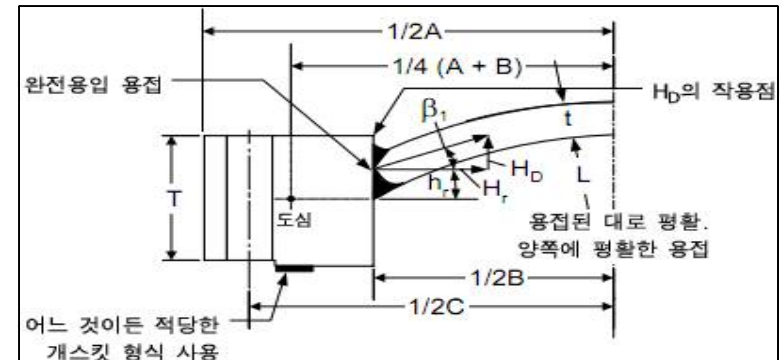 1/2A
1/4 (A + B)
완전용입 용접
H_D의 작용점
β₁
t
T
h_r
H_r
H_D
L
도심
용접된 대로 평활.
양쪽에 평활한 용접
1/2B
1/2C
어느 것이든 적당한
개스킷 형식 사용